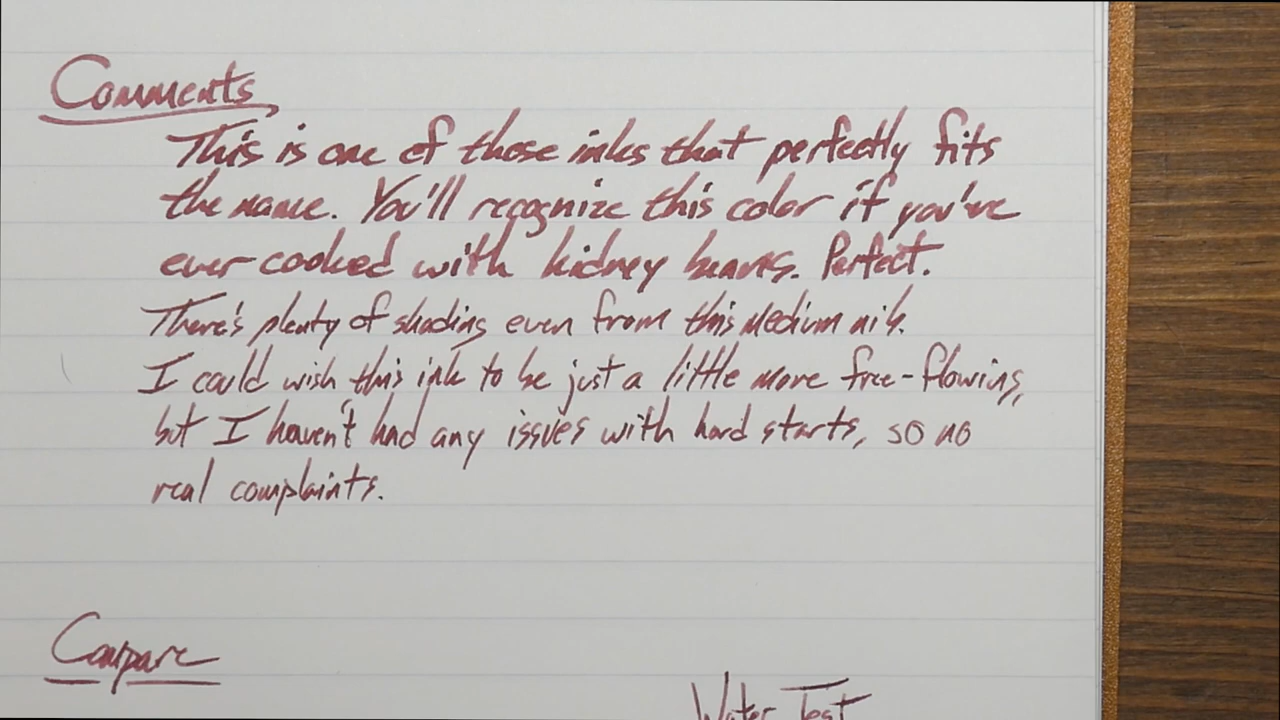 Comments
This is one of those inks that perfectly fits
the name. You'll recognize this color if you've
ever cooked with kidney beans. Perfect.
There's plenty of shading even from this medium nib.
I could wish this ink to be just a little more free-flowing,
but I haven't had any issues with hard starts, so no
real complaints.
Compare
Water Test